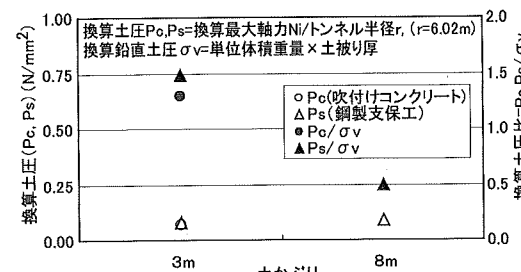 換算土圧Pc,Ps=換算最大軸力Ni/トンネル半径r, (r=6.02m)
換算鉛直土圧σv=単位体積重量×土被り厚
1.00
0.75
0.50
0.25
0.00
換算土圧(Pc, Ps) (N/mm²)
Pc(吹付けコンクリート)
Ps(鋼製支保工)
Pc/σv
Ps/σv
2.0
1.5
1.0
0.5
0.0
3m
8m